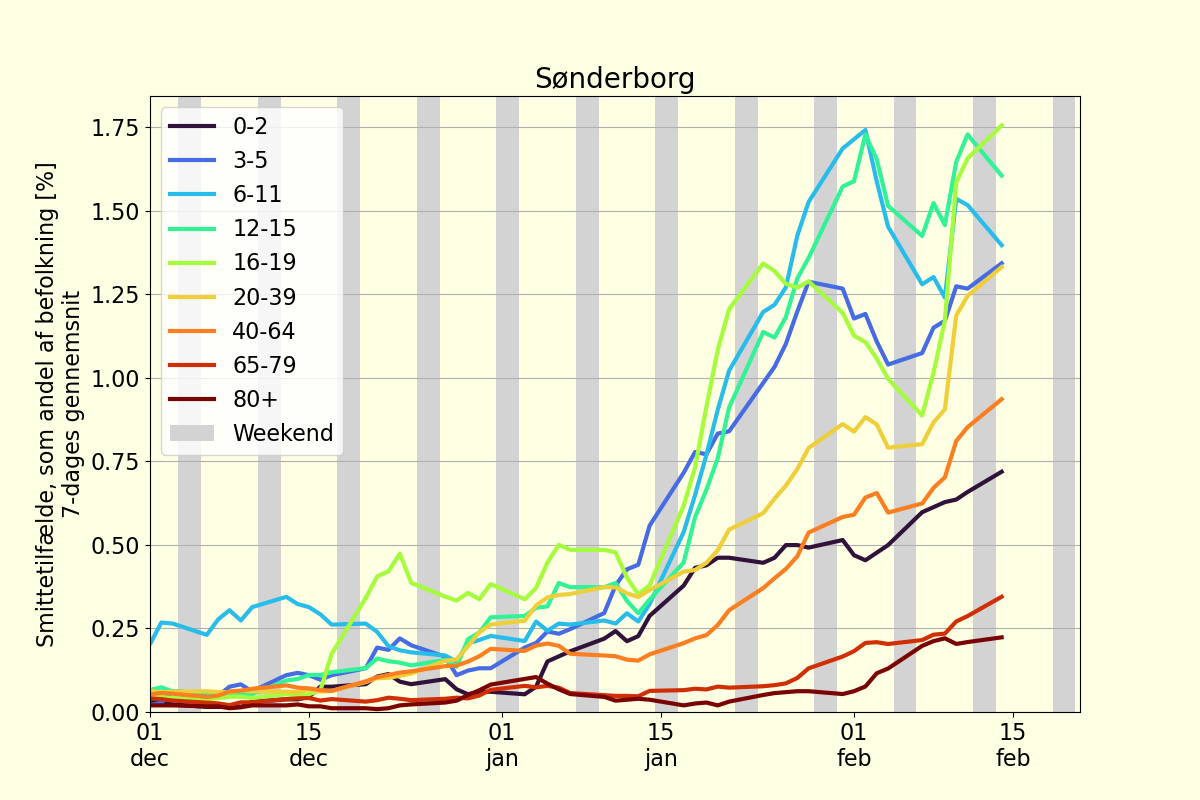 Sønderborg
Smittetilfælde, som andel af befolkning [%]
7-dages gennemsnit
1.75
1.50
1.25
1.00
0.75
0.50
0.25
0.00
0-2
3-5
6-11
12-15
16-19
20-39
40-64
65-79
80+
Weekend
01 15 01 15 01 15
dec dec jan jan feb feb